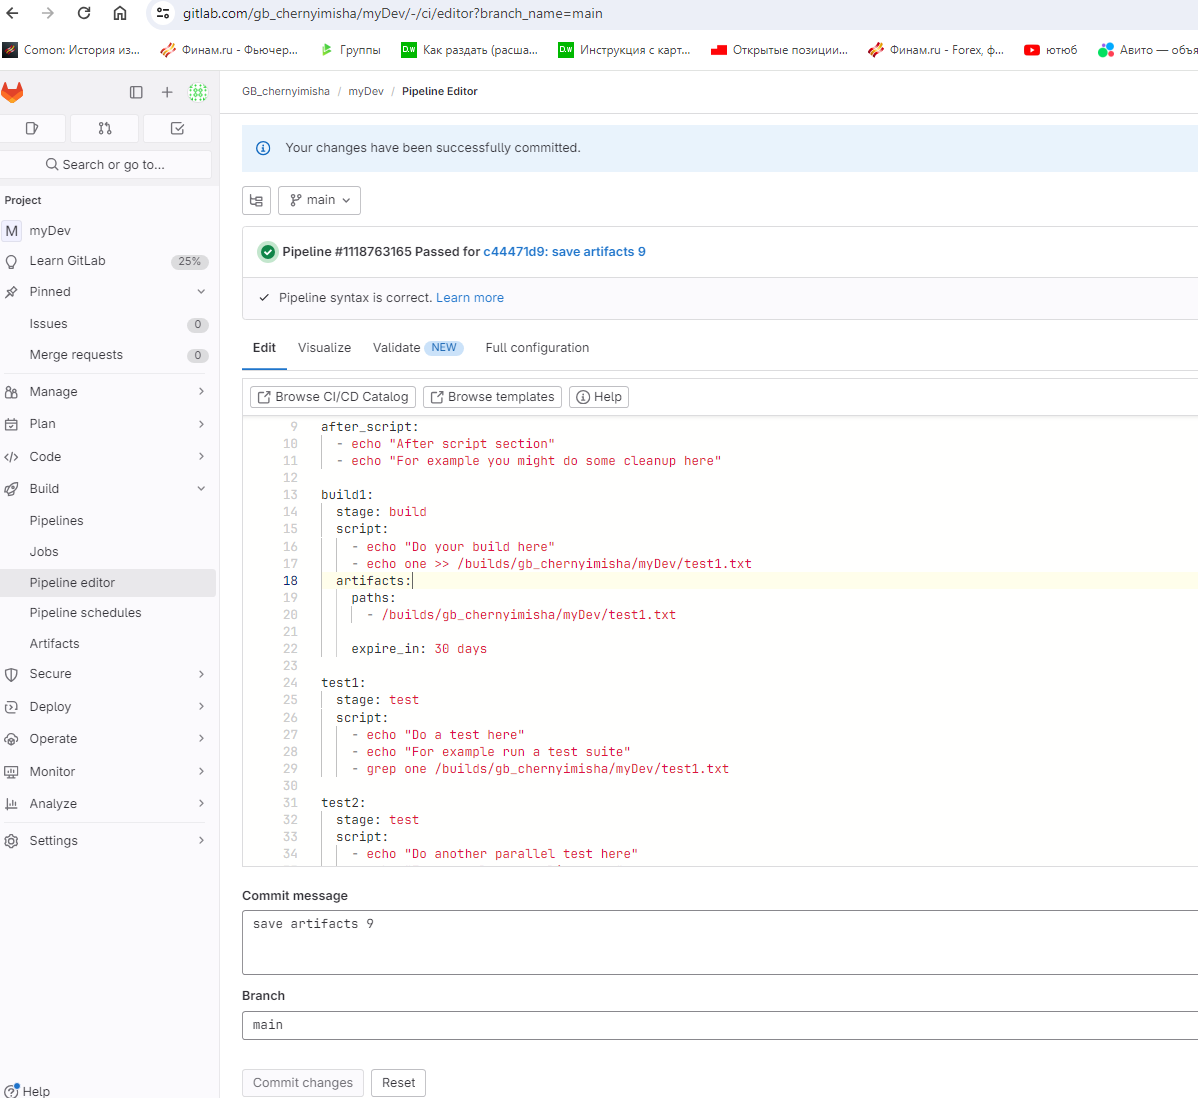 gitlab.com/gb_chernyimisha/myDev/-/ci/editor?branch_name=main
Comon: История из...
Финам.ru - Фьючер...
Группы
D.w Как раздать (расша...
D.w Инструкция с карт...
Открытые позиции...
Финам.ru - Forex, ф...
ютюб
Авито — объя
GB_chernyimisha / myDev / Pipeline Editor
Search or go to...
Project
M myDev
Learn GitLab 25%
Pinned
Issues 0
Merge requests 0
Manage
Plan
Code
Build
Pipelines
Jobs
Pipeline editor
Pipeline schedules
Artifacts
Secure
Deploy
Operate
Monitor
Analyze
Settings
Help
Your changes have been successfully committed.
main
Pipeline #1118763165 Passed for c44471d9: save artifacts 9
Pipeline syntax is correct. Learn more
Edit Visualize Validate NEW Full configuration
Browse CI/CD Catalog Browse templates Help
9 after_script:
10 - echo "After script section"
11 - echo "For example you might do some cleanup here"
12
13 build1:
14 stage: build
15 script:
16 - echo "Do your build here"
17 - echo one >> /builds/gb_chernyimisha/myDev/test1.txt
18 artifacts:
19 paths:
20 - /builds/gb_chernyimisha/myDev/test1.txt
21
22 expire_in: 30 days
23
24 test1:
25 stage: test
26 script:
27 - echo "Do a test here"
28 - echo "For example run a test suite"
29 - grep one /builds/gb_chernyimisha/myDev/test1.txt
30
31 test2:
32 stage: test
33 script:
34 - echo "Do another parallel test here"
Commit message
save artifacts 9
Branch
main
Commit changes Reset